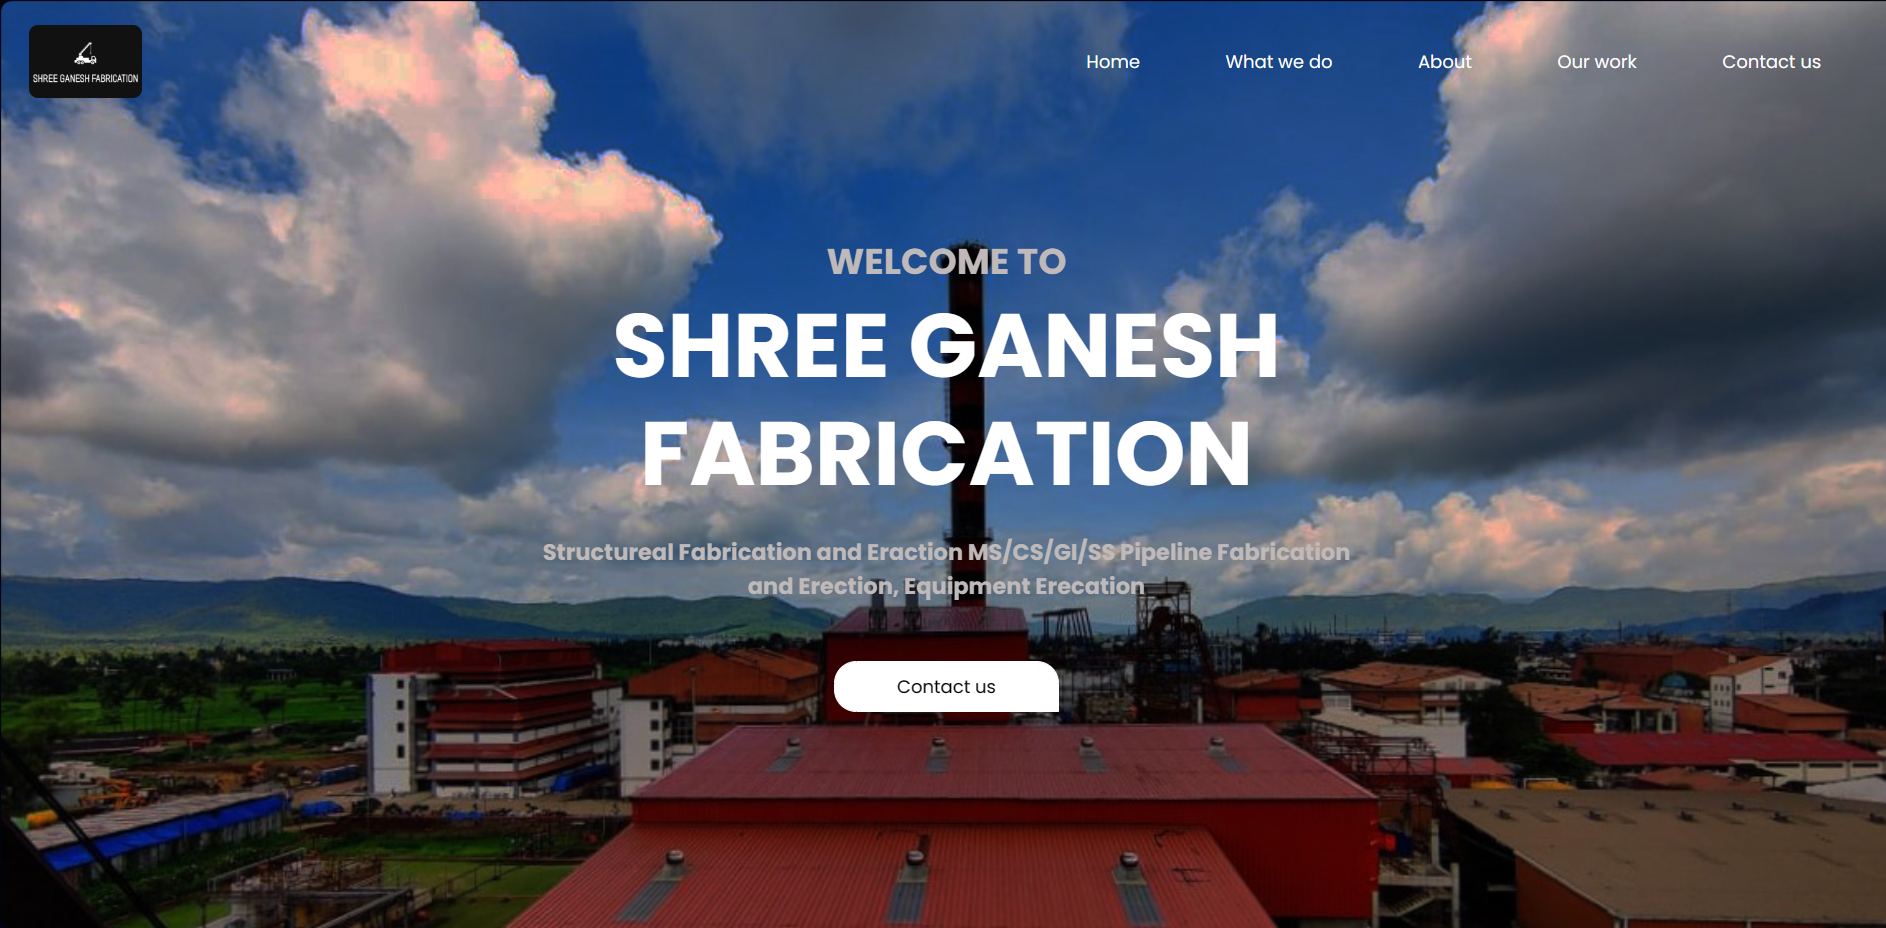 SHREE GANESH FABRICATION
Home What we do About Our work Contact us
WELCOME TO
SHREE GANESH
FABRICATION
Structureal Fabrication and Eraction MS/CS/GI/SS Pipeline Fabrication
and Erection, Equipment Erecation
Contact us